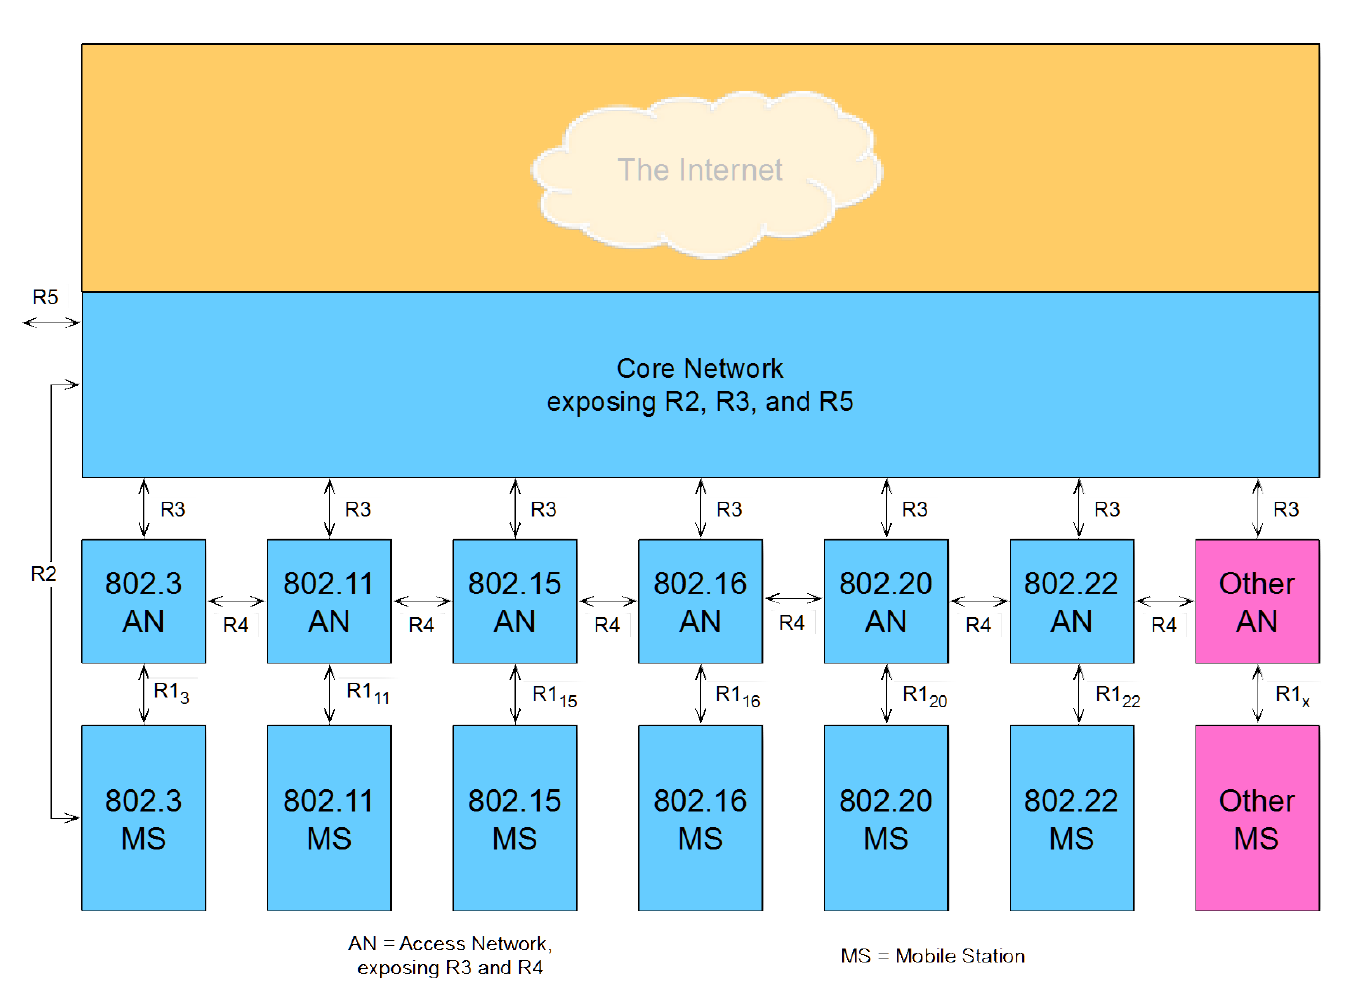 The Internet
R5
Core Network
exposing R2, R3, and R5
R3 R3 R3 R3 R3 R3 R3
R2
802.3 AN
802.11 AN
802.15 AN
802.16 AN
802.20 AN
802.22 AN
Other AN
R4 R4 R4 R4 R4 R4
R1₃ R1₁₁ R1₁₅ R1₁₆ R1₂₀ R1₂₂ R1ₓ
802.3 MS
802.11 MS
802.15 MS
802.16 MS
802.20 MS
802.22 MS
Other MS
AN = Access Network,
exposing R3 and R4
MS = Mobile Station